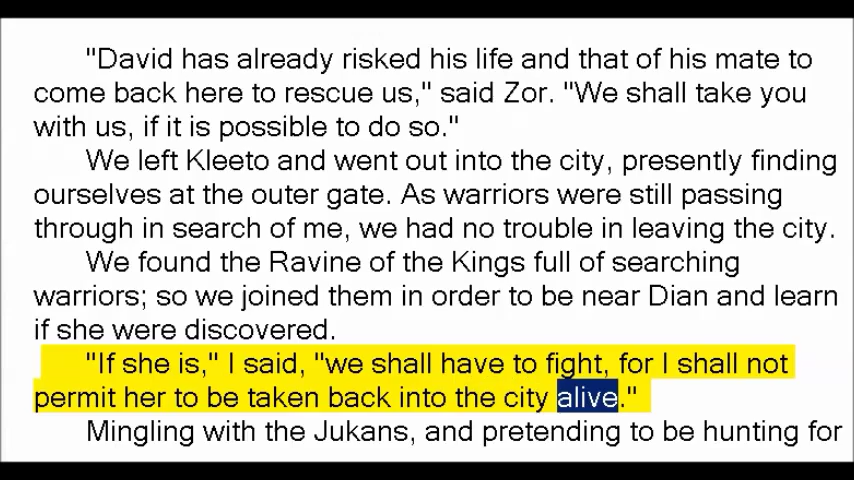 "David has already risked his life and that of his mate to
come back here to rescue us," said Zor. "We shall take you
with us, if it is possible to do so."
We left Kleeto and went out into the city, presently finding
ourselves at the outer gate. As warriors were still passing
through in search of me, we had no trouble in leaving the city.
We found the Ravine of the Kings full of searching
warriors; so we joined them in order to be near Dian and learn
if she were discovered.
"If she is," I said, "we shall have to fight, for I shall not
permit her to be taken back into the city alive."
Mingling with the Jukans, and pretending to be hunting for